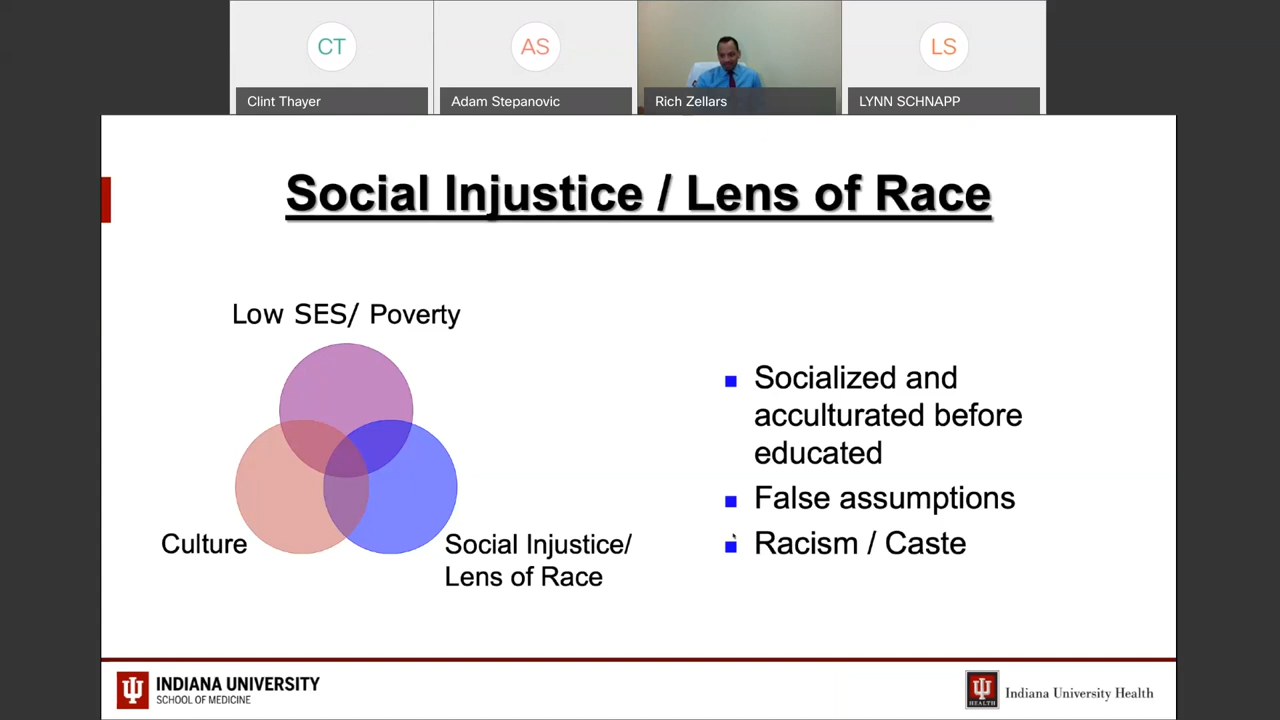 CT
AS
LS
Clint Thayer
Adam Stepanovic
Rich Zellars
LYNN SCHNAPP
Social Injustice / Lens of Race
Low SES/ Poverty
Culture
Social Injustice/
Lens of Race
Socialized and
acculturated before
educated
False assumptions
Racism / Caste
INDIANA UNIVERSITY
SCHOOL OF MEDICINE
HEALTH
Indiana University Health